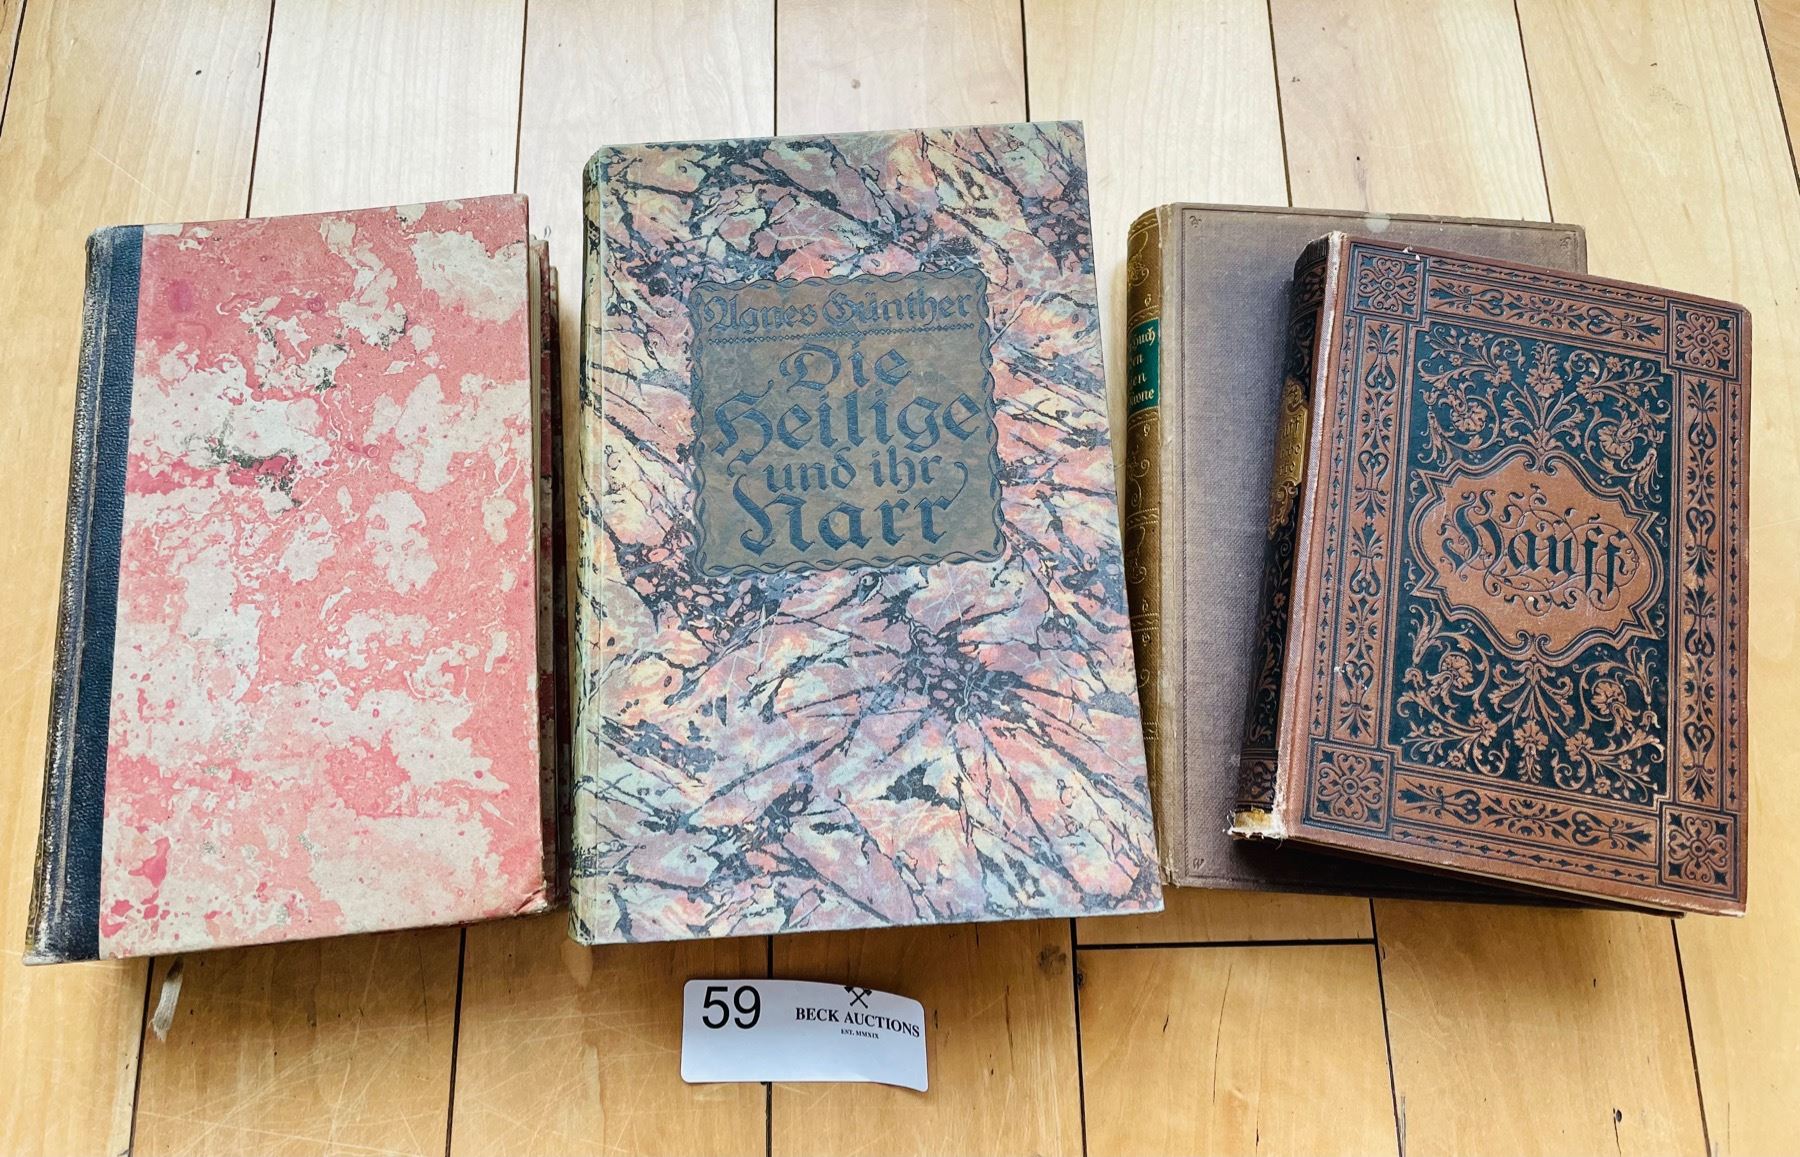 Agnes Günther
Die
Heilige
und ihr
Narr
Hauff
59
BECK AUCTIONS
EST. MMXIX